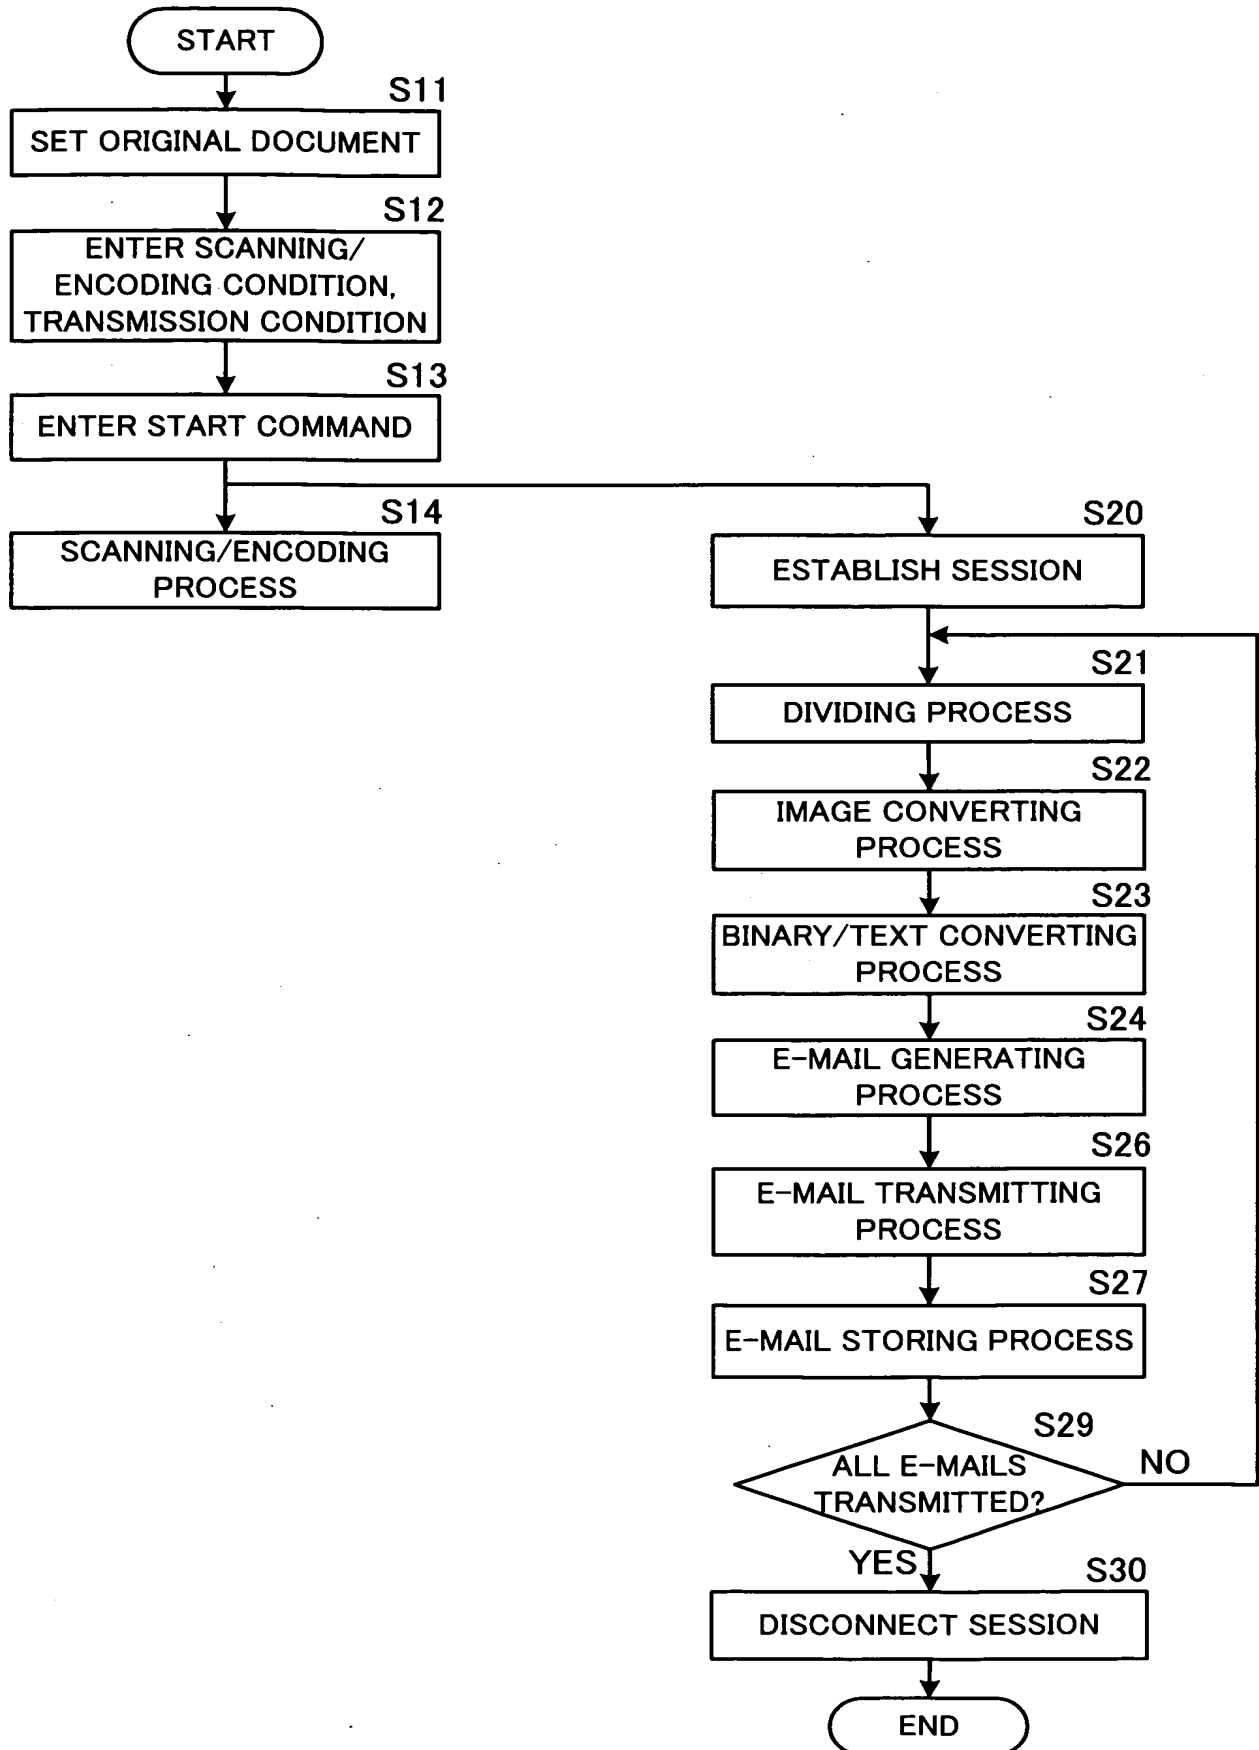 START
S11
SET ORIGINAL DOCUMENT
S12
ENTER SCANNING/
ENCODING CONDITION,
TRANSMISSION CONDITION
S13
ENTER START COMMAND
S14
SCANNING/ENCODING
PROCESS
S20
ESTABLISH SESSION
S21
DIVIDING PROCESS
S22
IMAGE CONVERTING
PROCESS
S23
BINARY/TEXT CONVERTING
PROCESS
S24
E-MAIL GENERATING
PROCESS
S26
E-MAIL TRANSMITTING
PROCESS
S27
E-MAIL STORING PROCESS
S29
ALL E-MAILS
TRANSMITTED?
NO
YES
S30
DISCONNECT SESSION
END